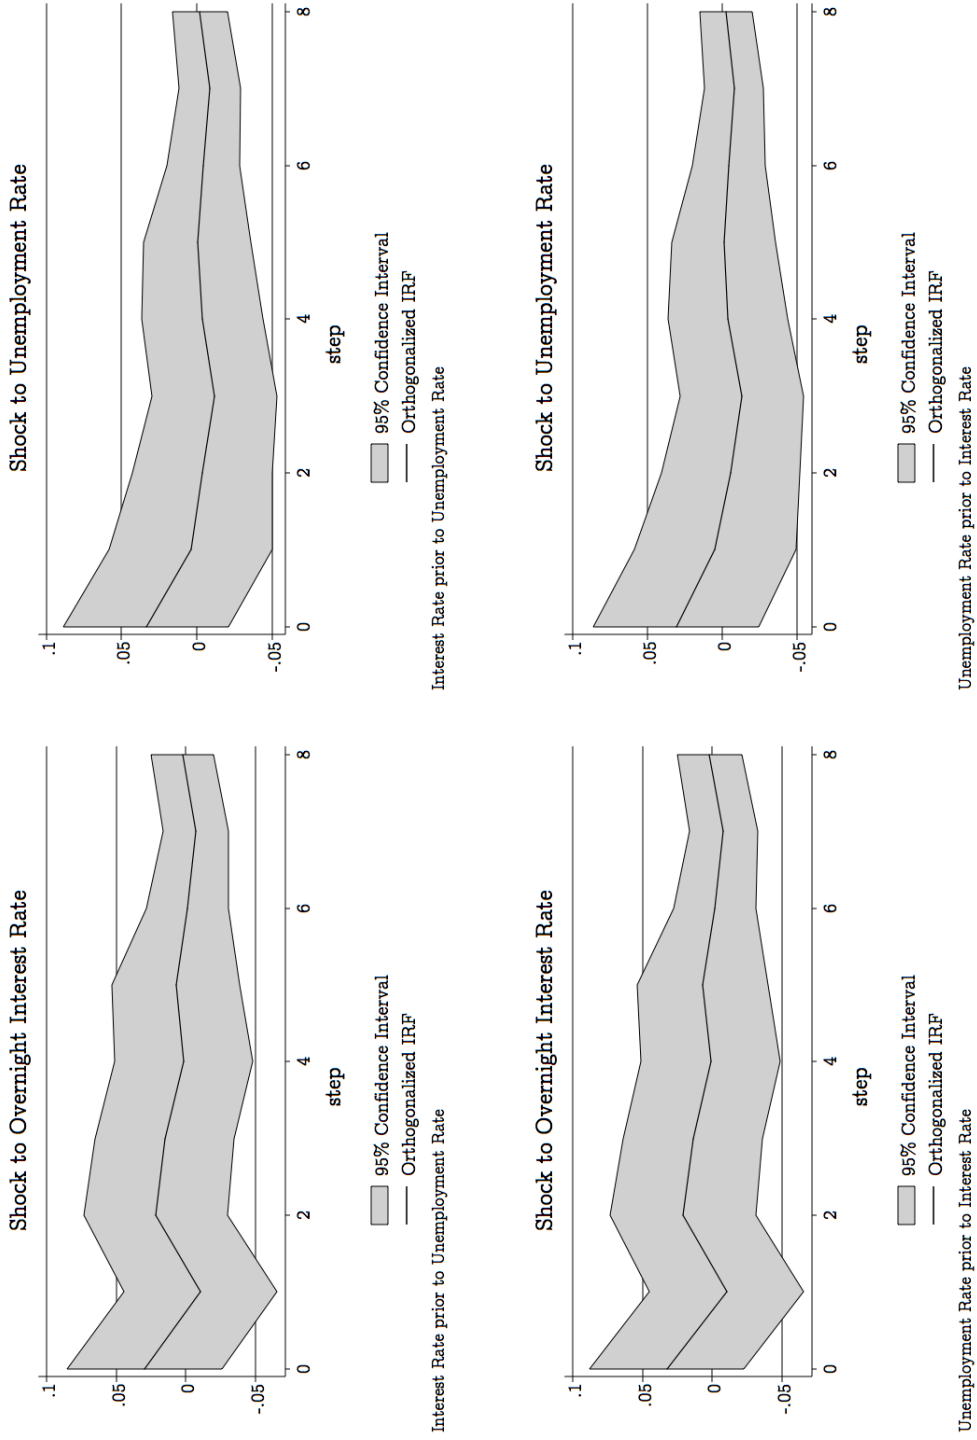 Shock to Overnight Interest Rate
.1
.05
0
-.05
0 2 4 6 8
step
95% Confidence Interval
Orthogonalized IRF
Interest Rate prior to Unemployment Rate
Shock to Unemployment Rate
.1
.05
0
-.05
0 2 4 6 8
step
95% Confidence Interval
Orthogonalized IRF
Interest Rate prior to Unemployment Rate
Shock to Overnight Interest Rate
.1
.05
0
-.05
0 2 4 6 8
step
95% Confidence Interval
Orthogonalized IRF
Unemployment Rate prior to Interest Rate
Shock to Unemployment Rate
.1
.05
0
-.05
0 2 4 6 8
step
95% Confidence Interval
Orthogonalized IRF
Unemployment Rate prior to Interest Rate